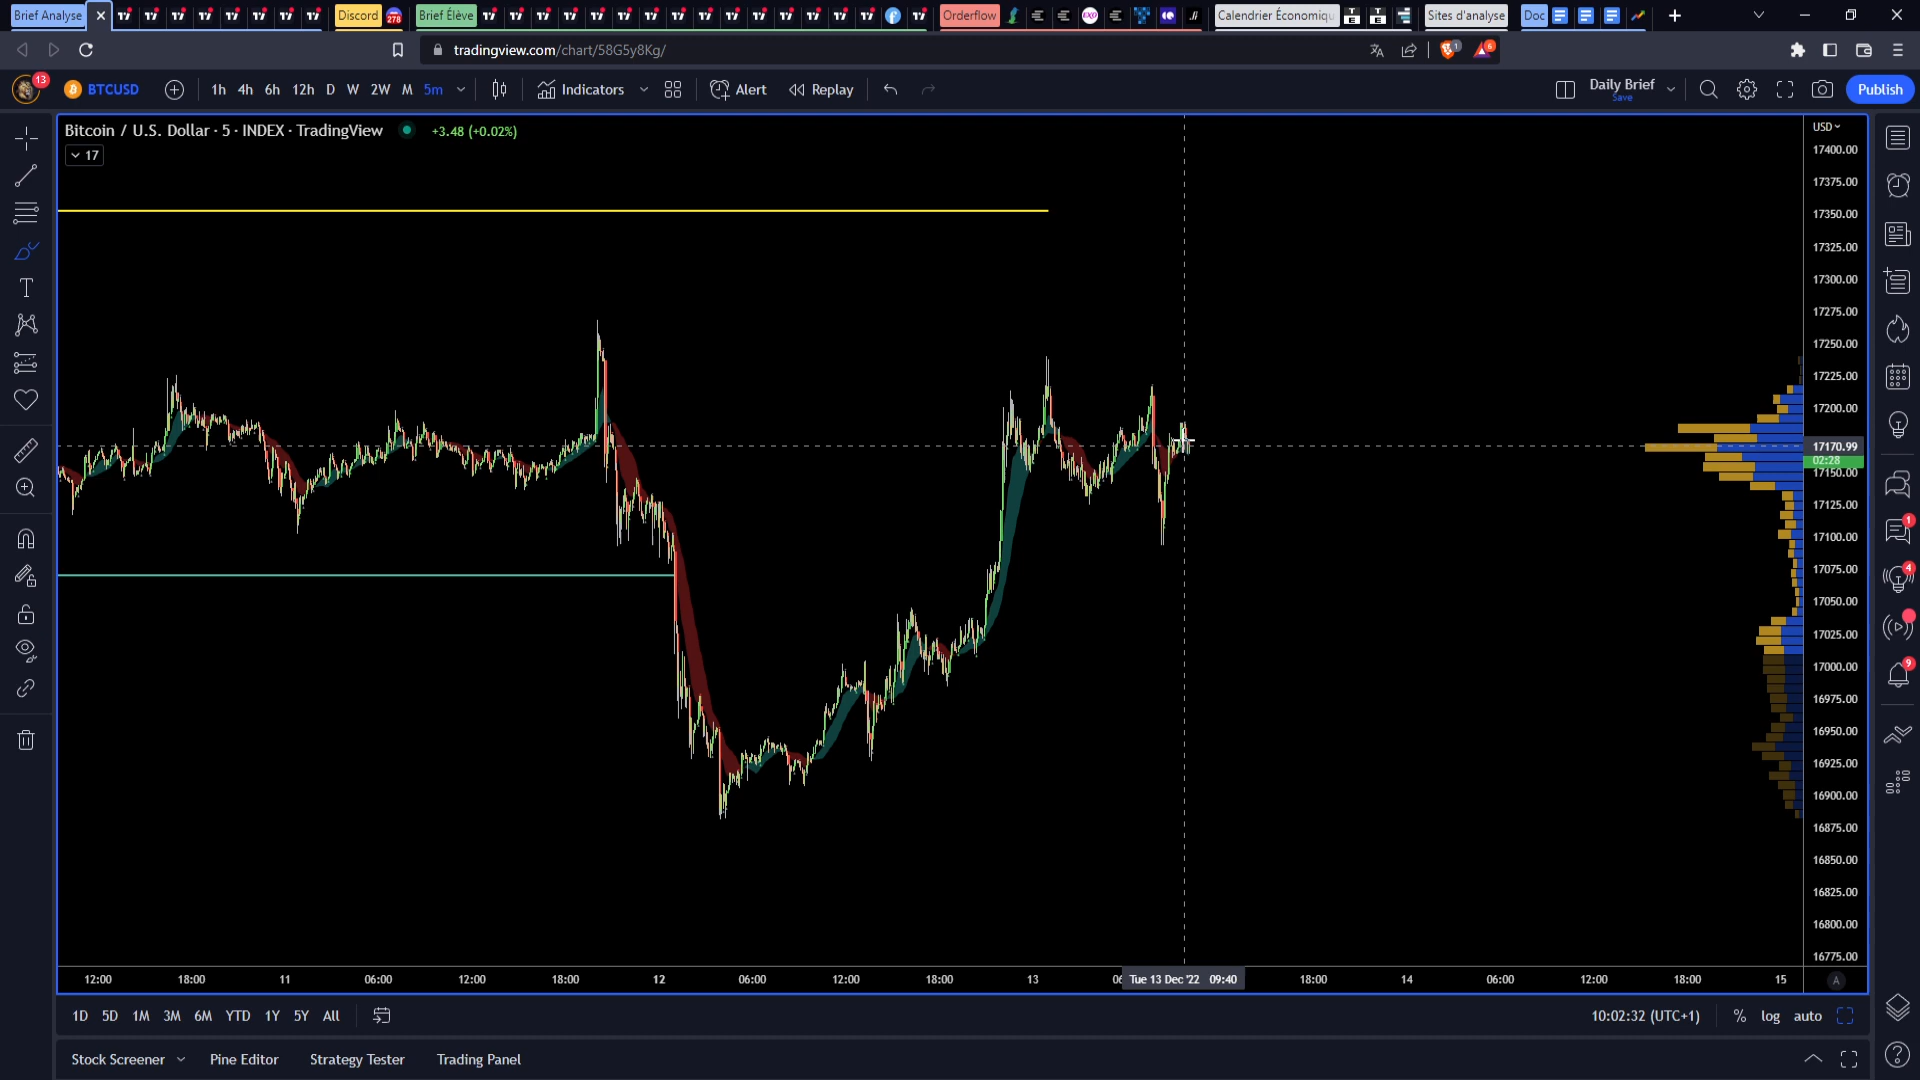 Brief Analyse
Discord
278
Brief Élève
Orderflow
EXO
Calendrier Économiqu
Sites d'analyse
Doc
tradingview.com/chart/58G5y8Kg/
1
6
13
BTCUSD
1h 4h 6h 12h D W 2W M 5m
Indicators
Alert
Replay
Daily Brief
Save
Publish
Bitcoin / U.S. Dollar · 5 · INDEX · TradingView
+3.48 (+0.02%)
17
USD
17400.00
17375.00
17350.00
17325.00
17300.00
17275.00
17250.00
17225.00
17200.00
17170.99
02:28
17150.00
17125.00
17100.00
17075.00
17050.00
17025.00
17000.00
16975.00
16950.00
16925.00
16900.00
16875.00
16850.00
16825.00
16800.00
16775.00
1
4
9
12:00 18:00 11 06:00 12:00 18:00 12 06:00 12:00 18:00 13 Tue 13 Dec '22 09:40 18:00 14 06:00 12:00 18:00 15
A
1D 5D 1M 3M 6M YTD 1Y 5Y All
10:02:32 (UTC+1)
% log auto
Stock Screener Pine Editor Strategy Tester Trading Panel